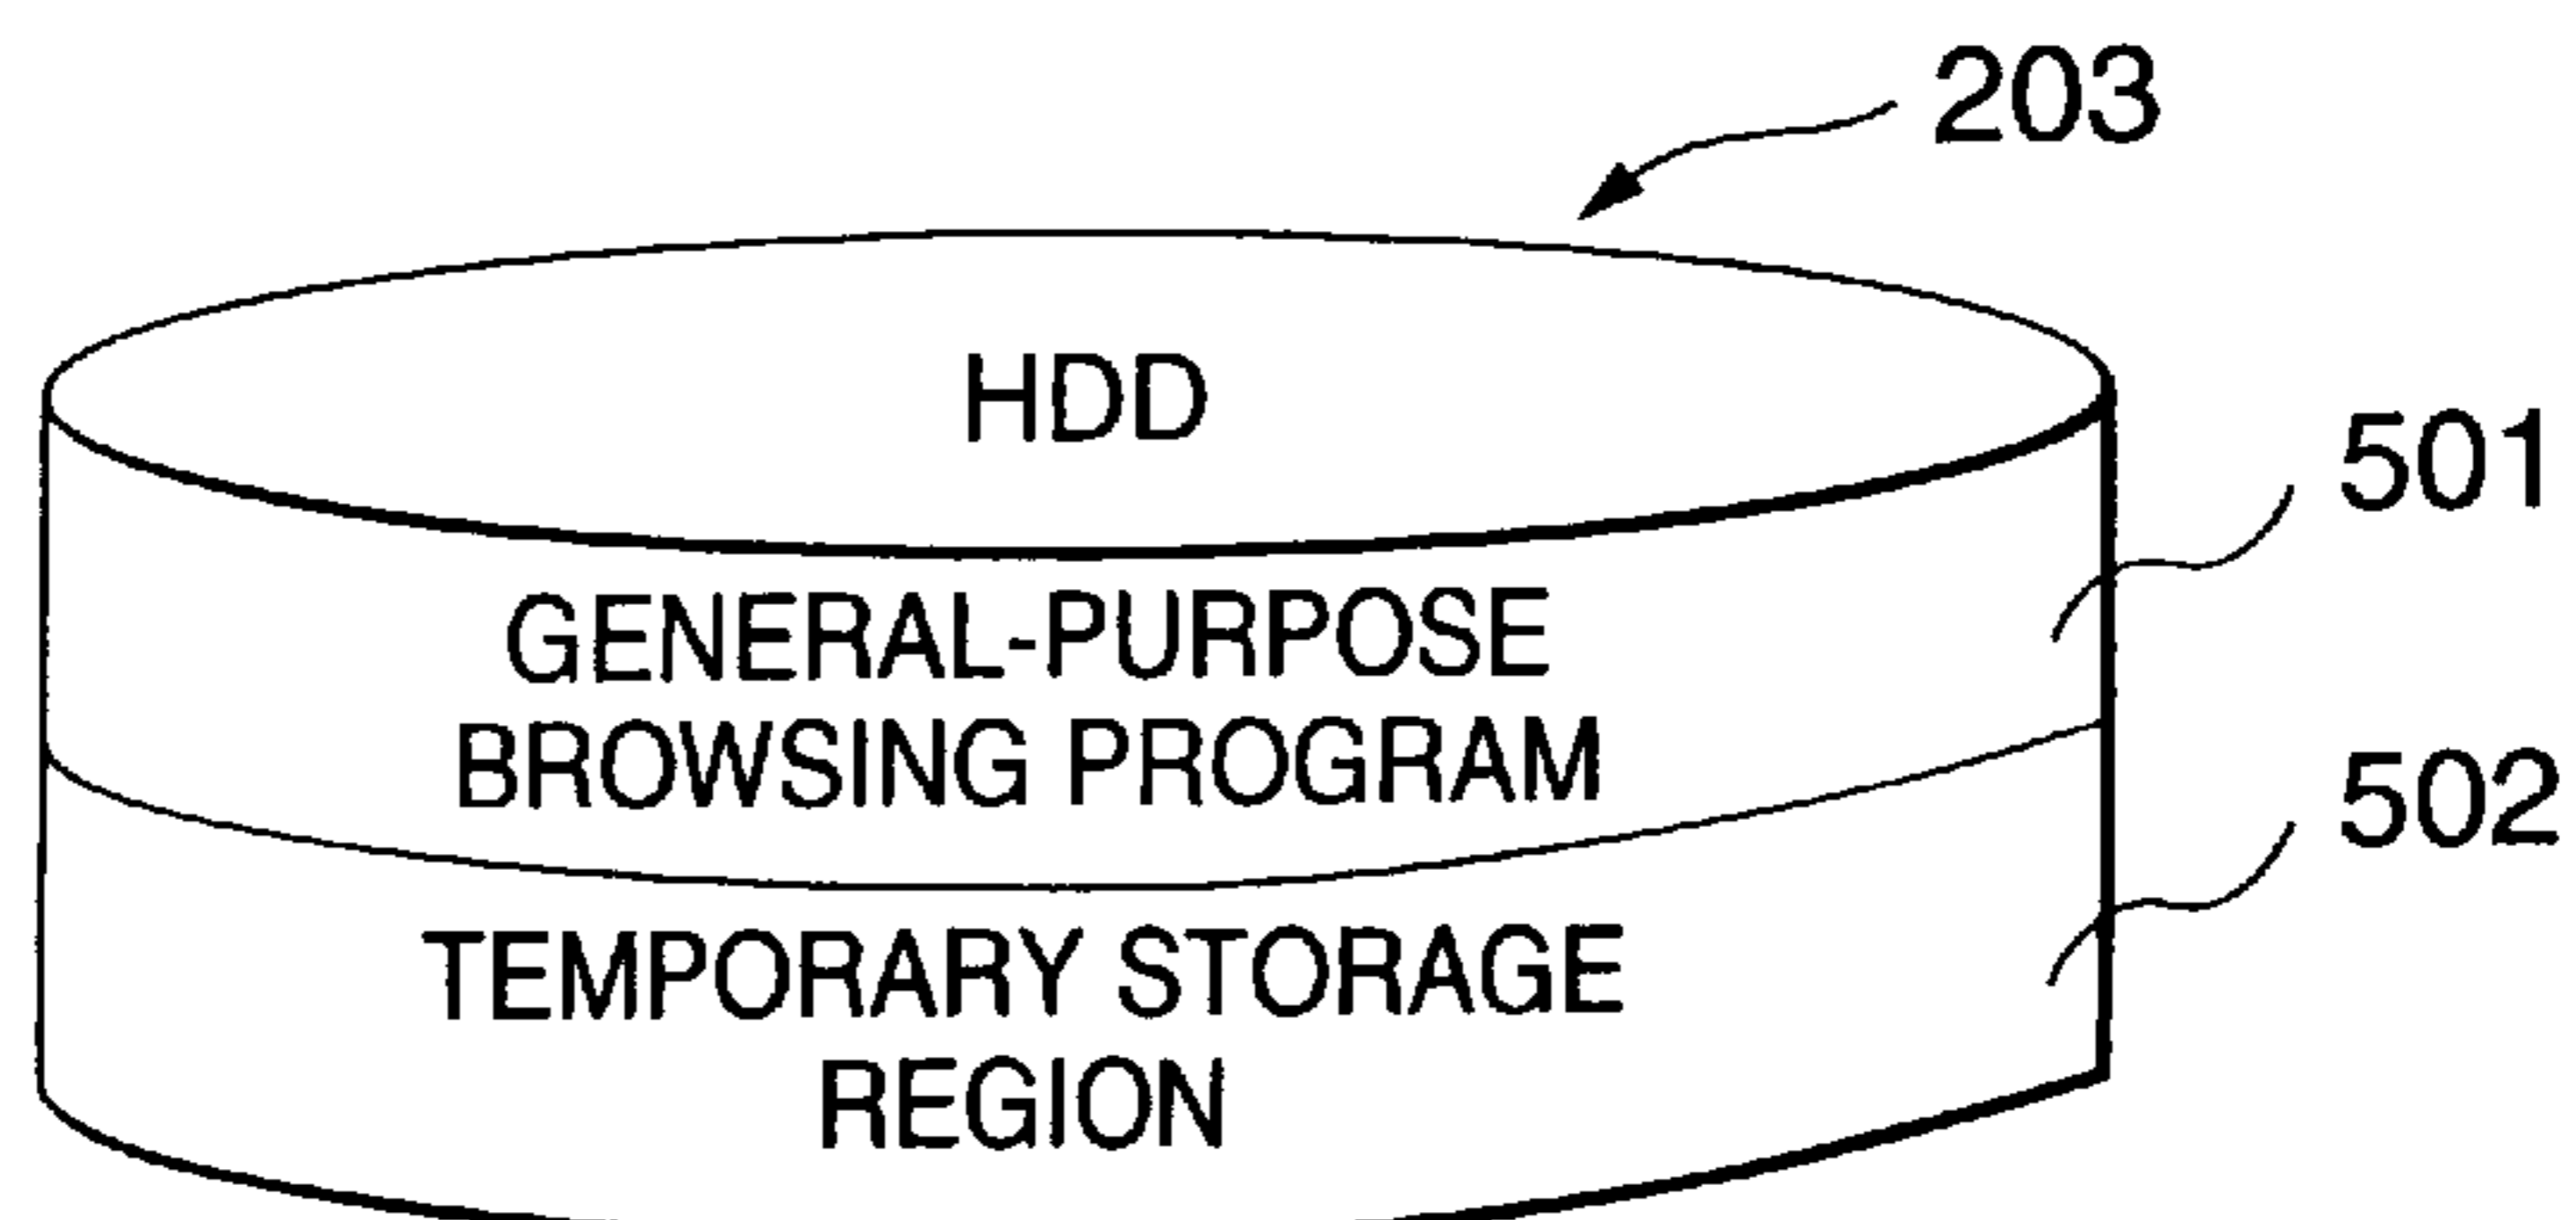 203
HDD
501
GENERAL-PURPOSE
BROWSING PROGRAM
502
TEMPORARY STORAGE
REGION